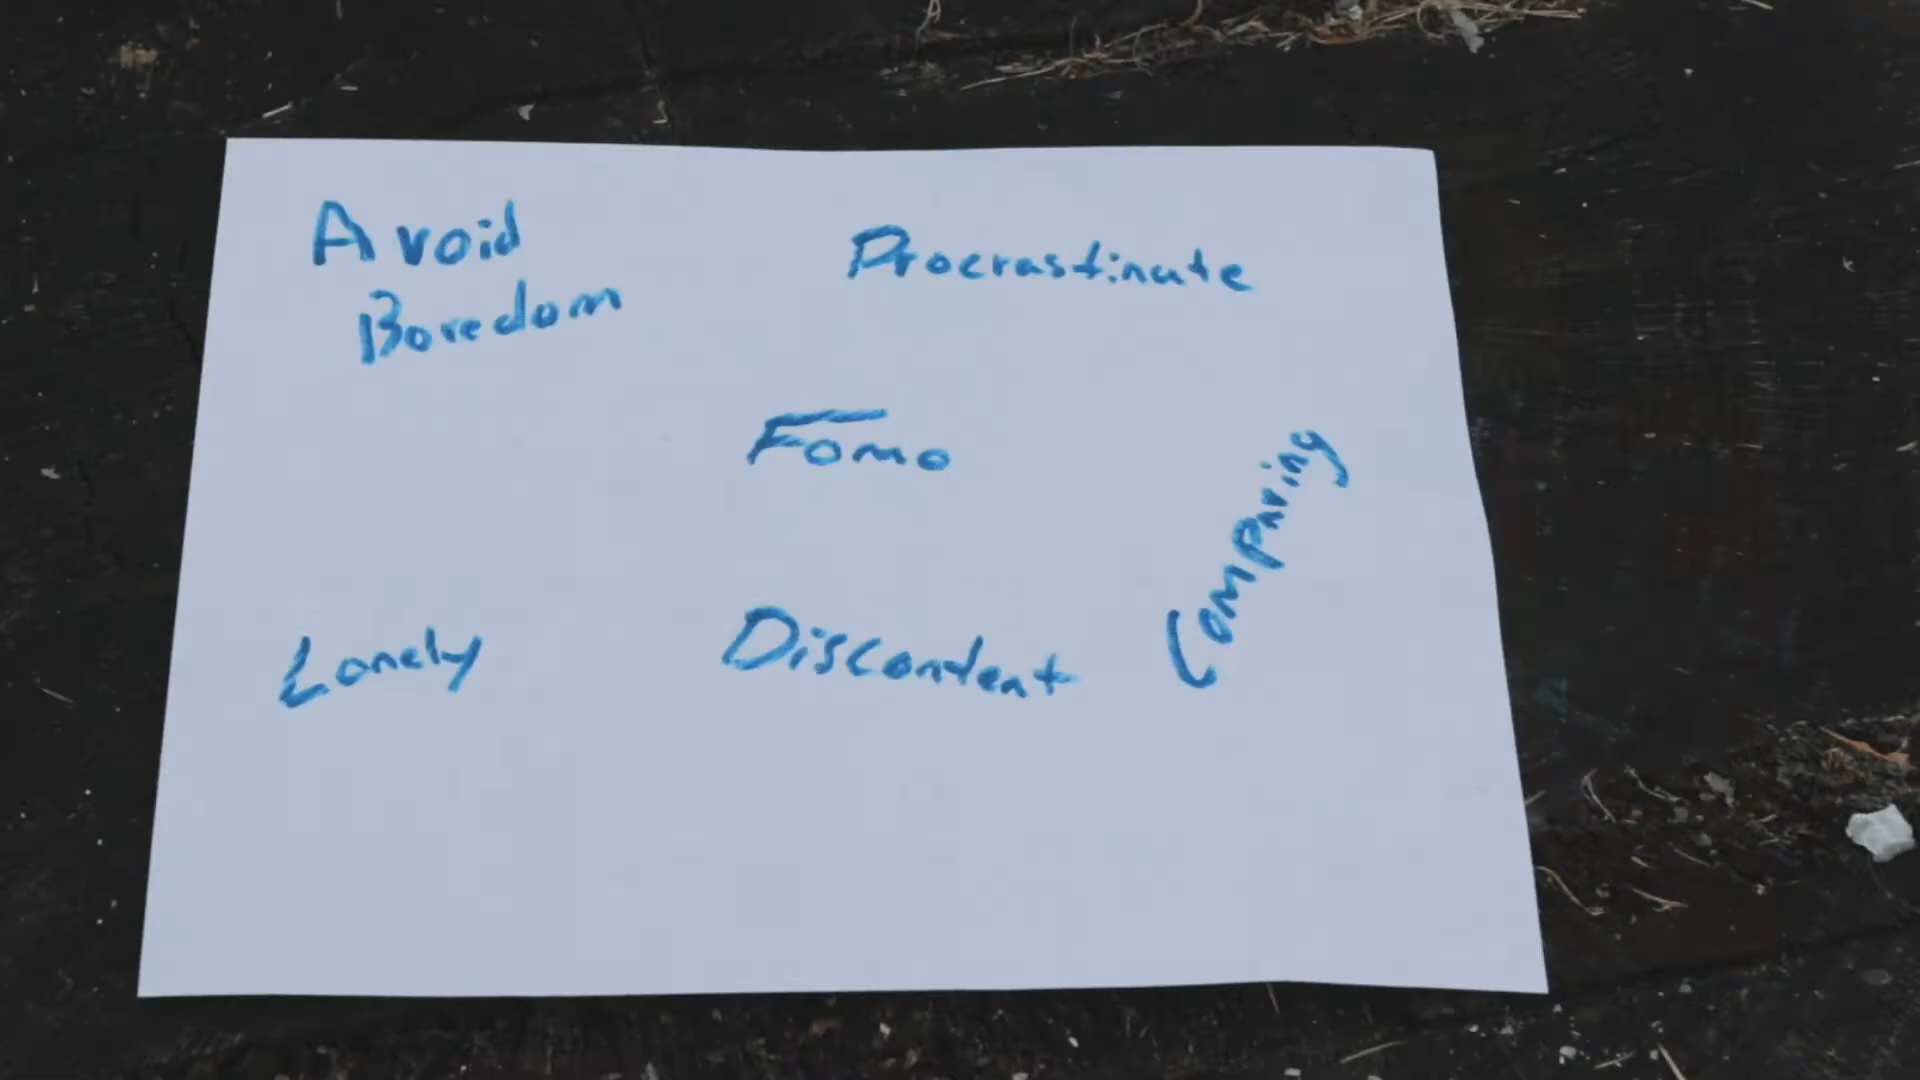 Avoid
Boredom
Procrastinate
Fomo
Comparing
Lonely
Discontent